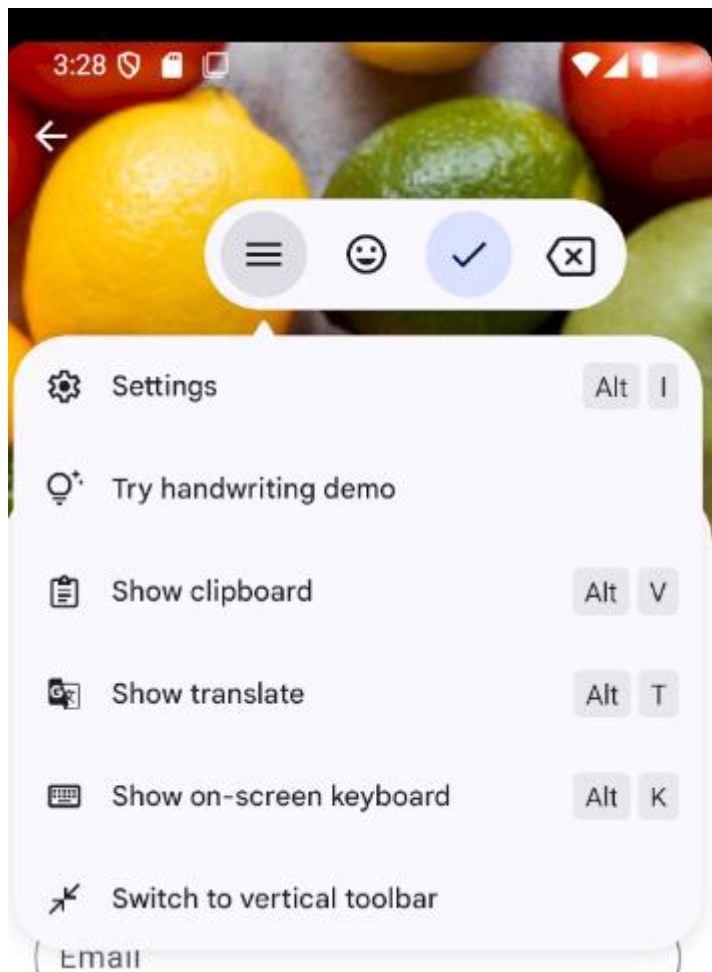 3:28
Settings Alt I
Try handwriting demo
Show clipboard Alt V
Show translate Alt T
Show on-screen keyboard Alt K
Switch to vertical toolbar
Email